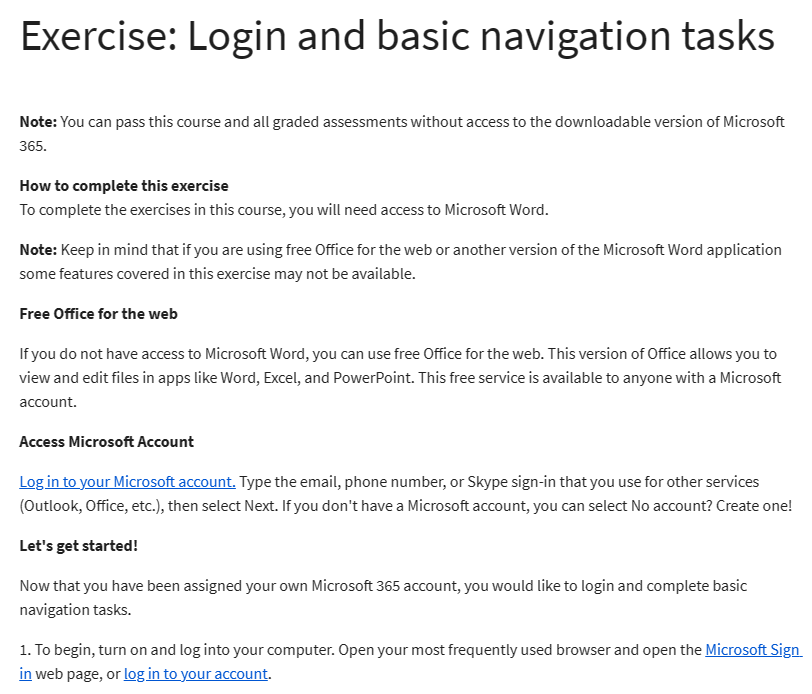 Exercise: Login and basic navigation tasks
Note: You can pass this course and all graded assessments without access to the downloadable version of Microsoft
365.
How to complete this exercise
To complete the exercises in this course, you will need access to Microsoft Word.
Note: Keep in mind that if you are using free Office for the web or another version of the Microsoft Word application
some features covered in this exercise may not be available.
Free Office for the web
If you do not have access to Microsoft Word, you can use free Office for the web. This version of Office allows you to
view and edit files in apps like Word, Excel, and PowerPoint. This free service is available to anyone with a Microsoft
account.
Access Microsoft Account
Log in to your Microsoft account. Type the email, phone number, or Skype sign-in that you use for other services
(Outlook, Office, etc.), then select Next. If you don't have a Microsoft account, you can select No account? Create one!
Let's get started!
Now that you have been assigned your own Microsoft 365 account, you would like to login and complete basic
navigation tasks.
1. To begin, turn on and log into your computer. Open your most frequently used browser and open the Microsoft Sign
in web page, or log in to your account.